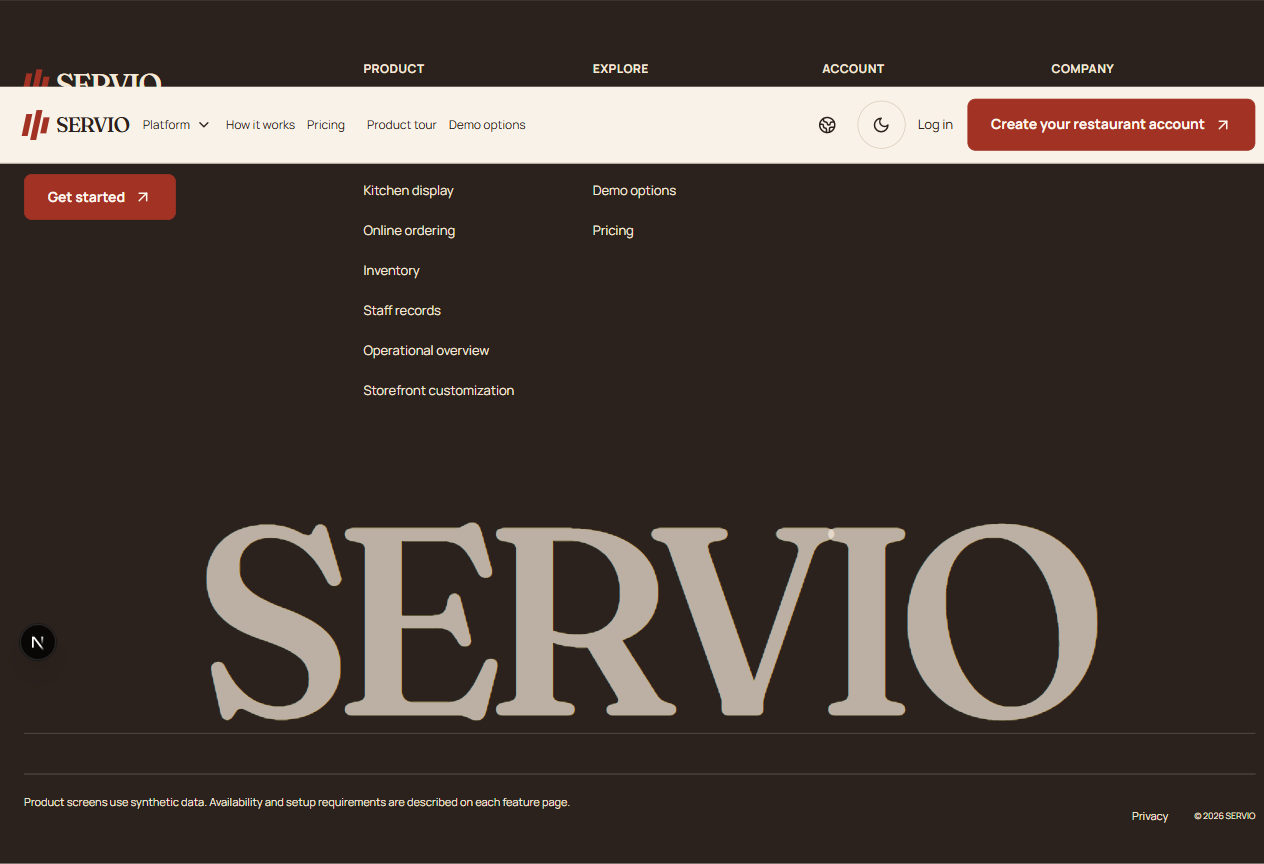 PRODUCT EXPLORE ACCOUNT COMPANY
SERVIO
SERVIO Platform How it works Pricing Product tour Demo options Log in Create your restaurant account
Get started
Kitchen display Demo options
Online ordering Pricing
Inventory
Staff records
Operational overview
Storefront customization
SERVIO
N
Product screens use synthetic data. Availability and setup requirements are described on each feature page.
Privacy © 2026 SERVIO